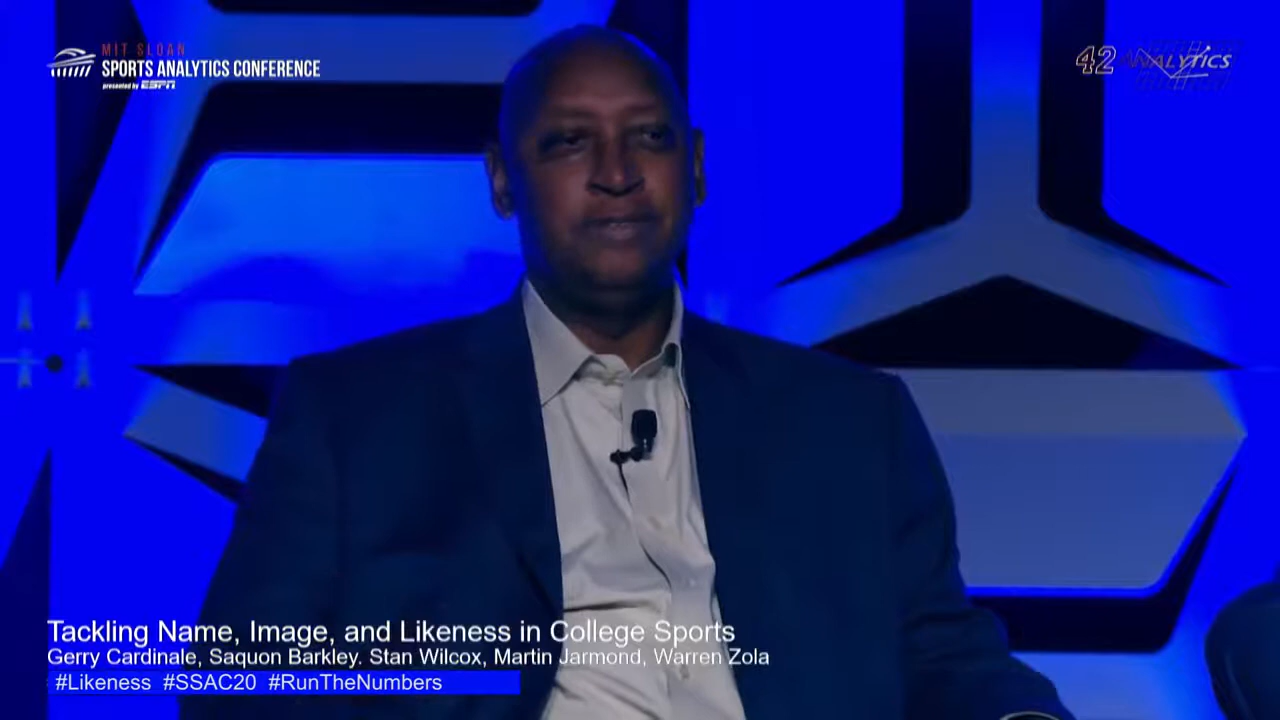 MIT SLOAN
SPORTS ANALYTICS CONFERENCE
presented by ESPN
42 ANALYTICS
Tackling Name, Image, and Likeness in College Sports
Gerry Cardinale, Saquon Barkley. Stan Wilcox, Martin Jarmond, Warren Zola
#Likeness #SSAC20 #RunTheNumbers